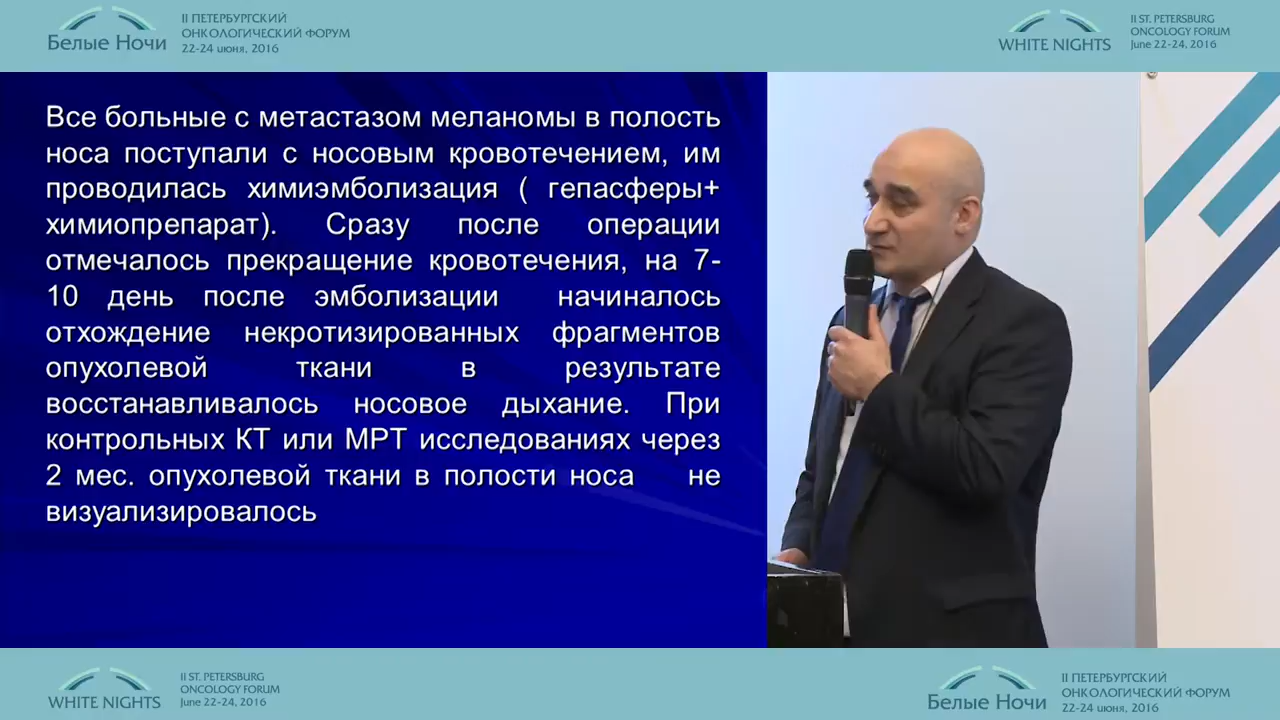 Белые Ночи
II ПЕТЕРБУРГСКИЙ
ОНКОЛОГИЧЕСКИЙ ФОРУМ
22-24 июня, 2016
WHITE NIGHTS
II ST. PETERSBURG
ONCOLOGY FORUM
June 22-24, 2016
Все больные с метастазом меланомы в полость
носа поступали с носовым кровотечением, им
проводилась химиэмболизация ( гепасферы+
химиопрепарат). Сразу после операции
отмечалось прекращение кровотечения, на 7-
10 день после эмболизации начиналось
отхождение некротизированных фрагментов
опухолевой ткани в результате
восстанавливалось носовое дыхание. При
контрольных КТ или МРТ исследованиях через
2 мес. опухолевой ткани в полости носа не
визуализировалось
WHITE NIGHTS
II ST. PETERSBURG
ONCOLOGY FORUM
June 22-24, 2016
Белые Ночи
II ПЕТЕРБУРГСКИЙ
ОНКОЛОГИЧЕСКИЙ ФОРУМ
22-24 июня, 2016